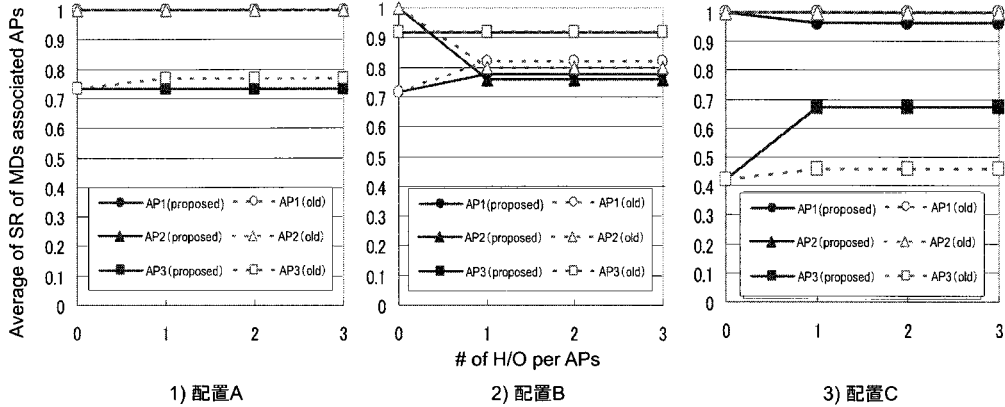 Average of SR of MDs associated APs
1
0.9
0.8
0.7
0.6
0.5
0.4
0.3
0.2
0.1
0
AP1(proposed)
AP1(old)
AP2(proposed)
AP2(old)
AP3(proposed)
AP3(old)
0 1 2 3
1) 配置A
1
0.9
0.8
0.7
0.6
0.5
0.4
0.3
0.2
0.1
0
AP1(proposed)
AP1(old)
AP2(proposed)
AP2(old)
AP3(proposed)
AP3(old)
0 1 2 3
# of H/O per APs
2) 配置B
1
0.9
0.8
0.7
0.6
0.5
0.4
0.3
0.2
0.1
0
AP1(proposed)
AP1(old)
AP2(proposed)
AP2(old)
AP3(proposed)
AP3(old)
0 1 2 3
3) 配置C